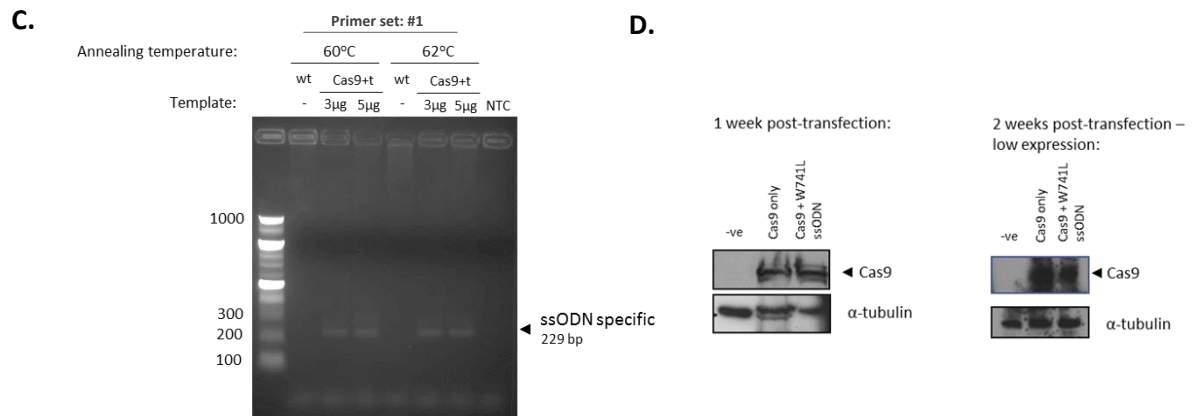 C.
Primer set: #1
Annealing temperature: 60°C 62°C
wt Cas9+t wt Cas9+t
Template: - 3µg 5µg - 3µg 5µg NTC
1000
300
200
100
ssODN specific
229 bp
D.
1 week post-transfection:
-ve
Cas9 only
Cas9 + W741L
ssODN
Cas9
α-tubulin
2 weeks post-transfection –
low expression:
-ve
Cas9 only
Cas9 + W741L
ssODN
Cas9
α-tubulin